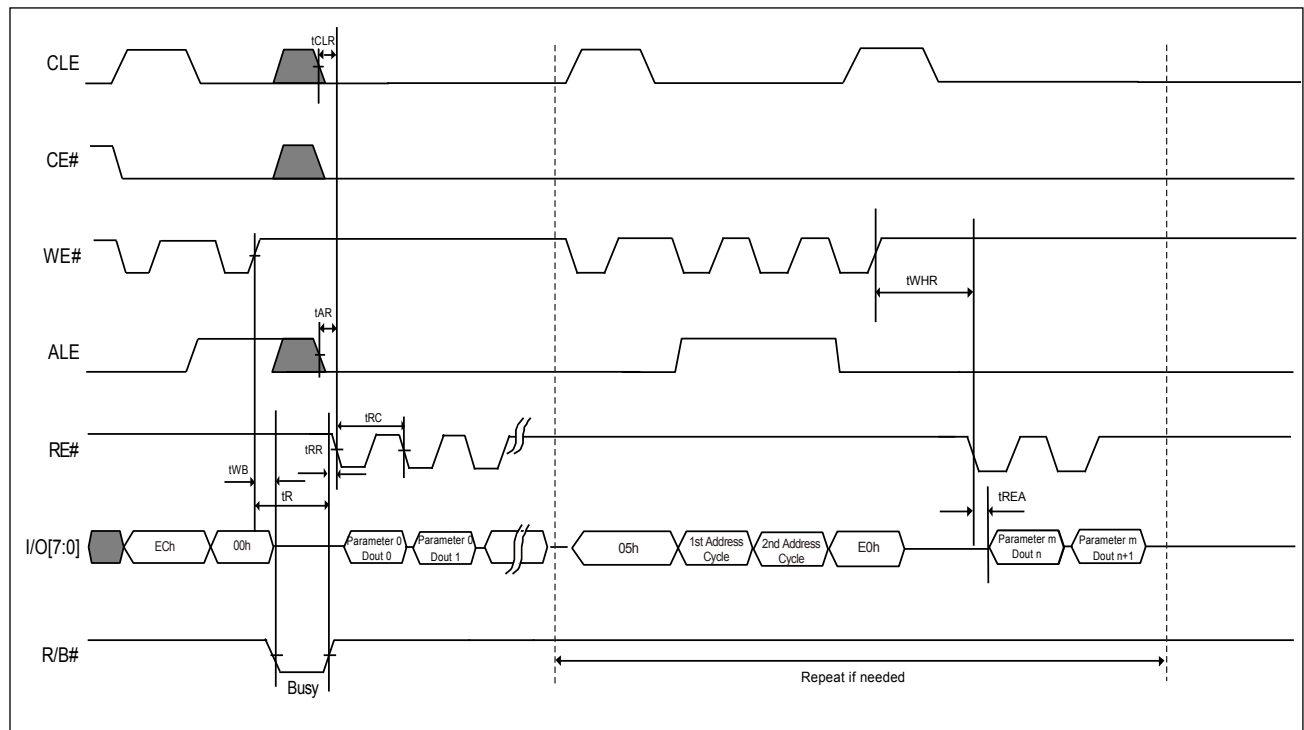 tCLR
CLE
CE#
WE#
tWHR
tAR
ALE
tRC
RE#
tRR
tWB
tR
tREA
I/O[7:0]
ECh
00h
Parameter 0
Dout 0
Parameter 0
Dout 1
05h
1st Address
Cycle
2nd Address
Cycle
E0h
Parameter m
Dout n
Parameter m
Dout n+1
R/B#
Busy
Repeat if needed